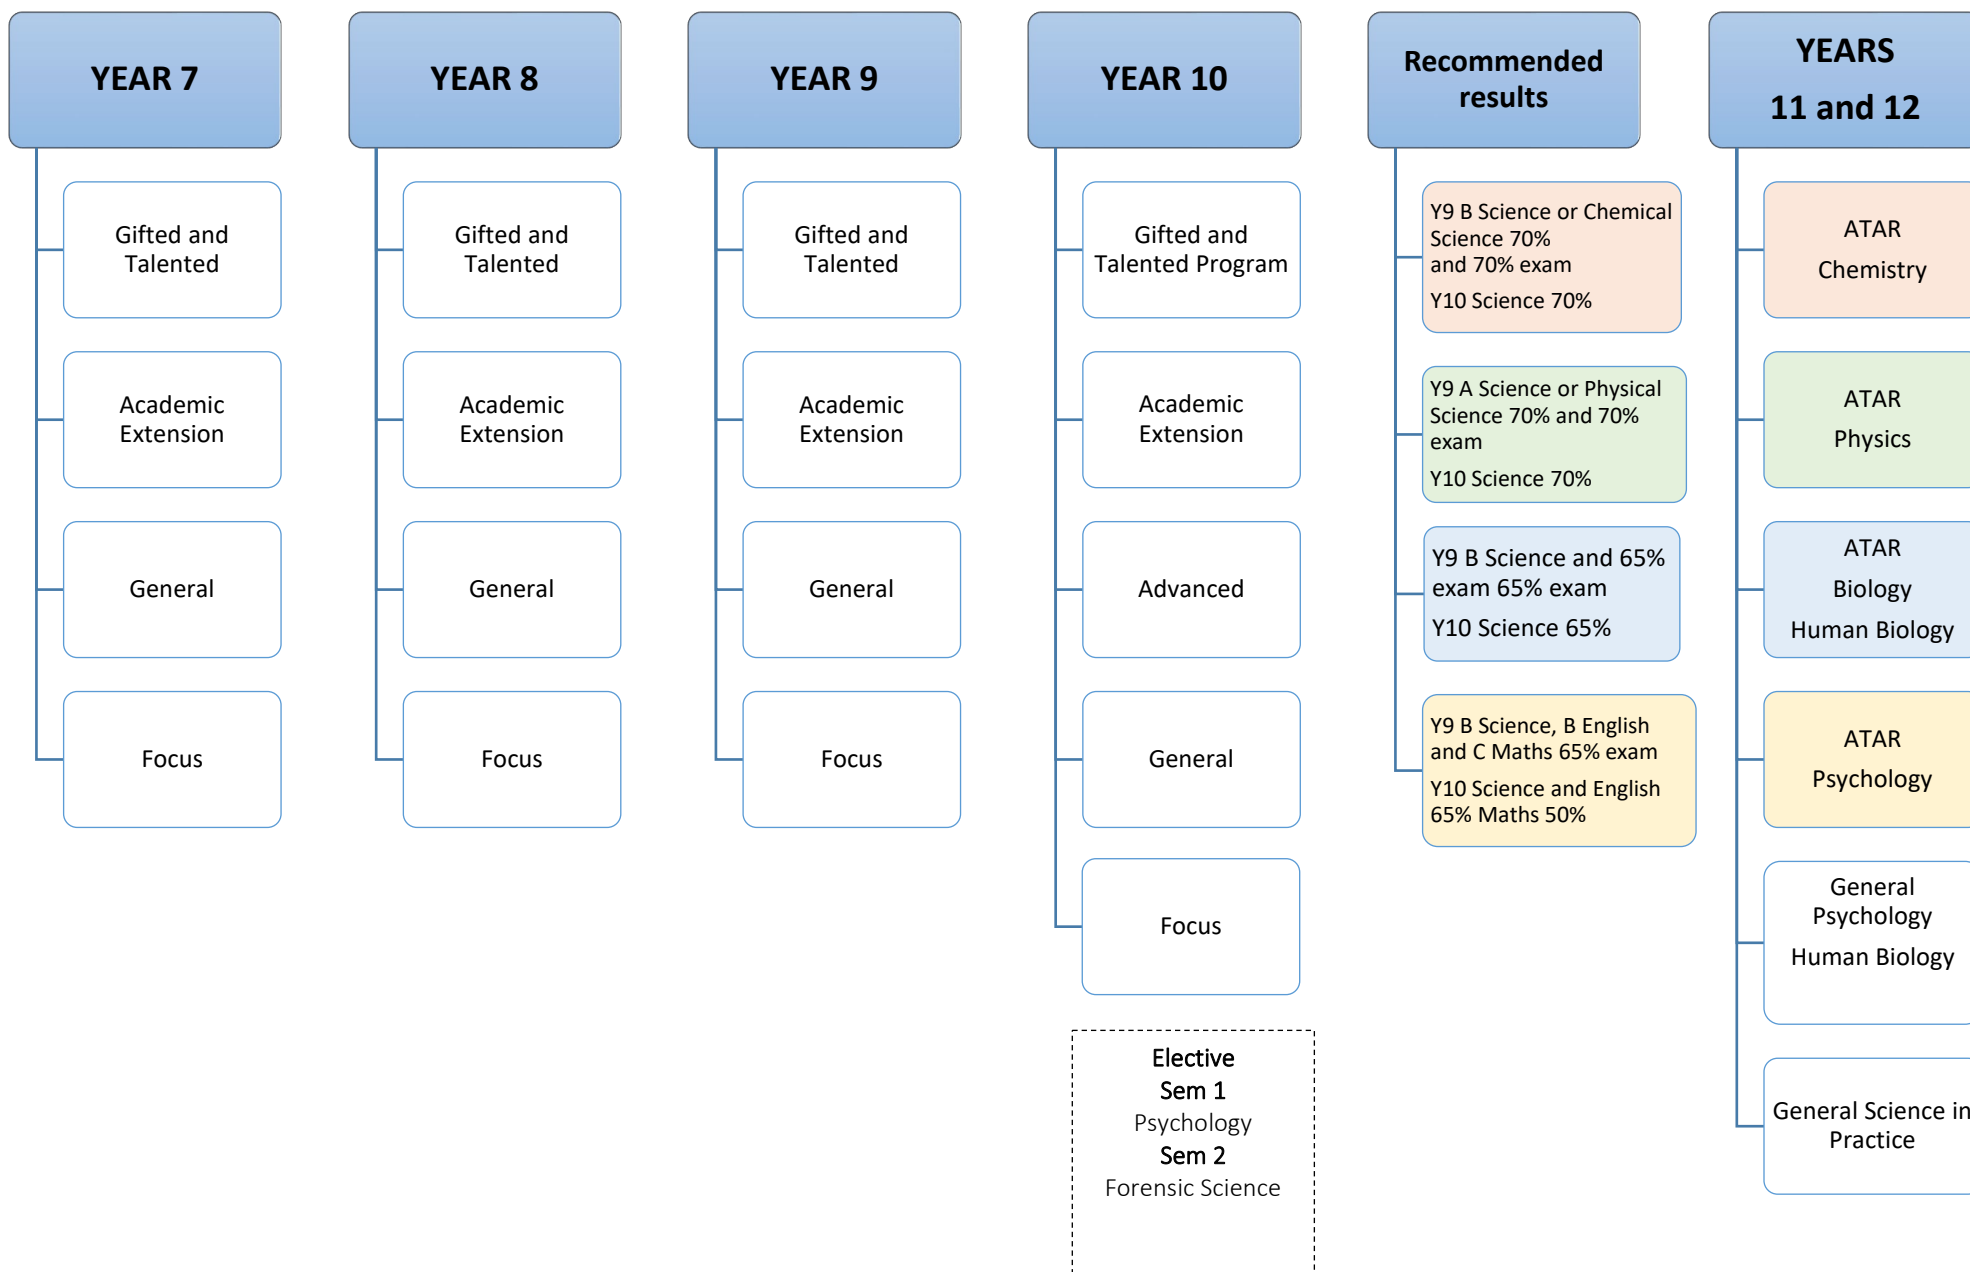 YEAR 7
Gifted and
Talented
Academic
Extension
General
Focus
YEAR 8
Gifted and
Talented
Academic
Extension
General
Focus
YEAR 9
Gifted and
Talented
Academic
Extension
General
Focus
YEAR 10
Gifted and
Talented Program
Academic
Extension
Advanced
General
Focus
Elective
Sem 1
Psychology
Sem 2
Forensic Science
Recommended
results
Y9 B Science or Chemical
Science 70%
and 70% exam
Y10 Science 70%
Y9 A Science or Physical
Science 70% and 70%
exam
Y10 Science 70%
Y9 B Science and 65%
exam 65% exam
Y10 Science 65%
Y9 B Science, B English
and C Maths 65% exam
Y10 Science and English
65% Maths 50%
YEARS
11 and 12
ATAR
Chemistry
ATAR
Physics
ATAR
Biology
Human Biology
ATAR
Psychology
General
Psychology
Human Biology
General Science in
Practice